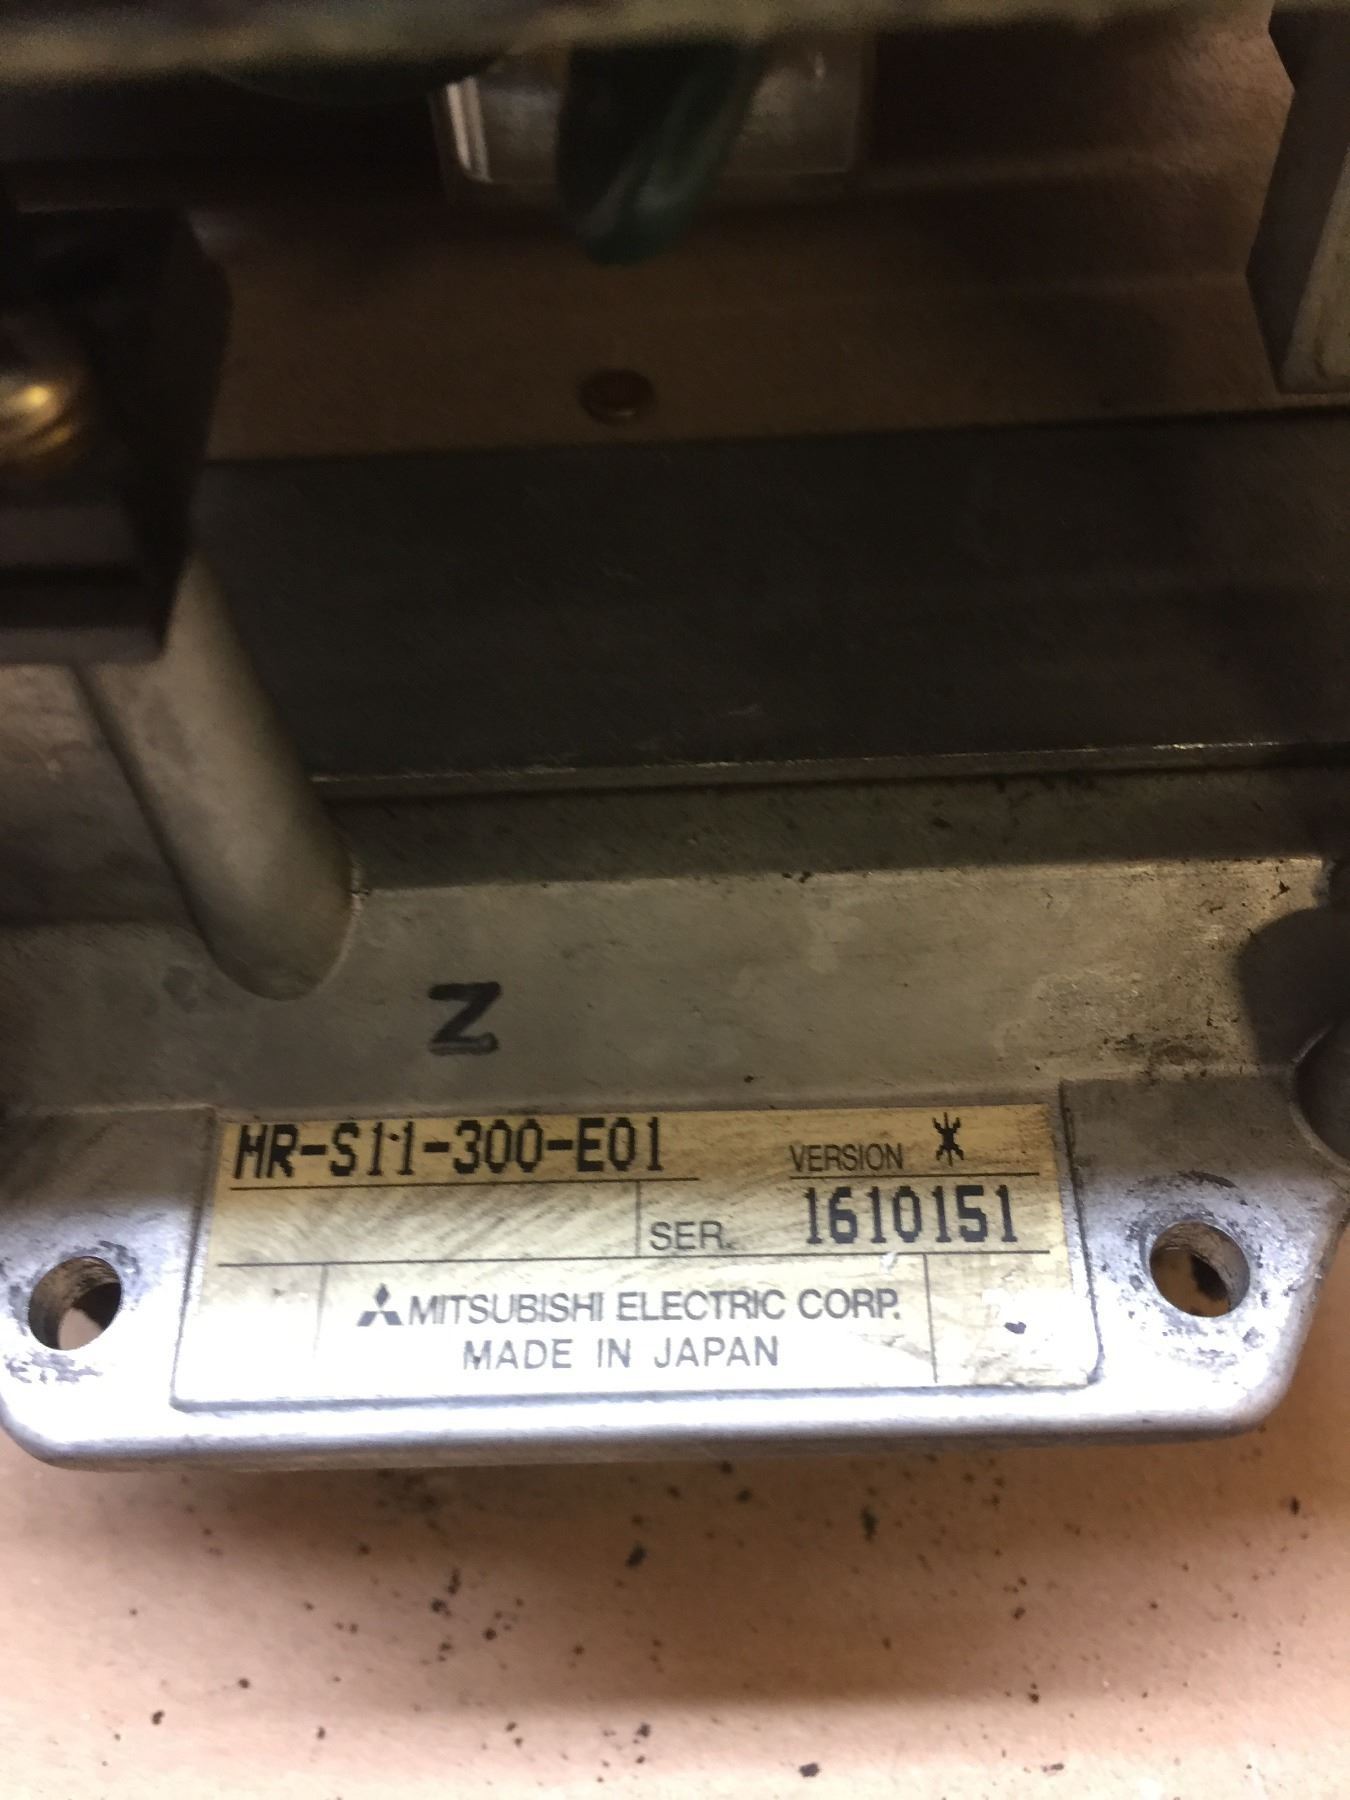 Z
MR-S11-300-E01 VERSION *
SER. 1610151
MITSUBISHI ELECTRIC CORP.
MADE IN JAPAN